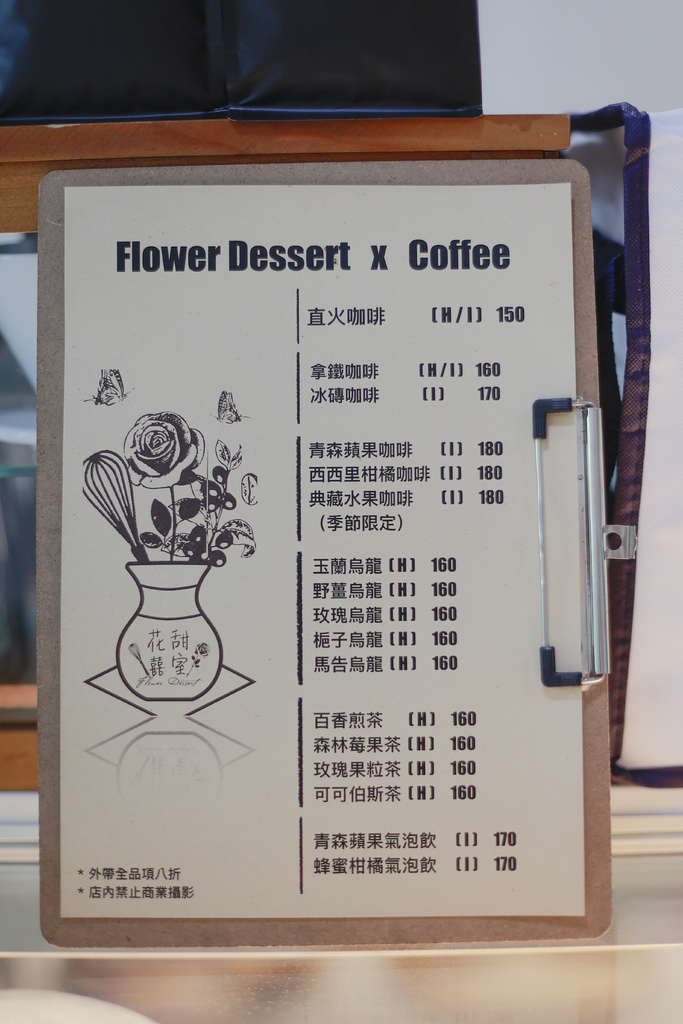 Flower Dessert x Coffee
直火咖啡 (H/I) 150
拿鐵咖啡 (H/I) 160
冰磚咖啡 (I) 170
青森蘋果咖啡 (I) 180
西西里柑橘咖啡 (I) 180
典藏水果咖啡 (I) 180
(季節限定)
玉蘭烏龍 (H) 160
野薑烏龍 (H) 160
玫瑰烏龍 (H) 160
梔子烏龍 (H) 160
馬告烏龍 (H) 160
百香煎茶 (H) 160
森林莓果茶 (H) 160
玫瑰果粒茶 (H) 160
可可伯斯茶 (H) 160
青森蘋果氣泡飲 (I) 170
蜂蜜柑橘氣泡飲 (I) 170
花甜
囍室
Flower Dessert
* 外帶全品項八折
* 店內禁止商業攝影